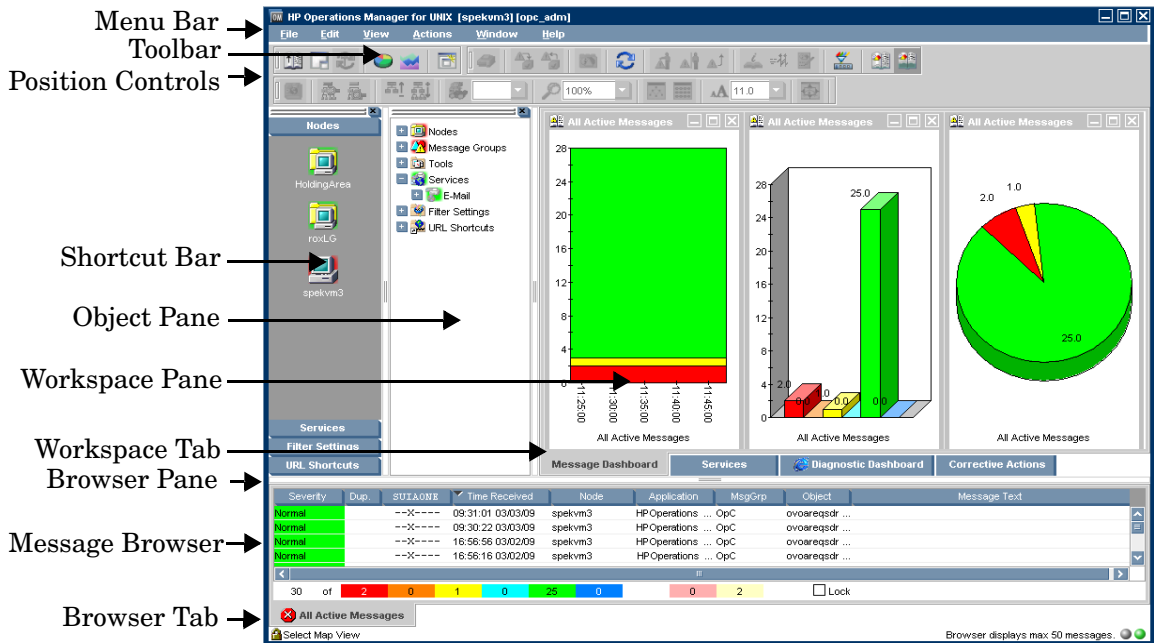 HP Operations Manager for UNIX [spekvm3] [opc_adm]
File Edit View Actions Window Help
Menu Bar
Toolbar
Position Controls
100%
11.0
Nodes
HoldingArea
roxLG
spekvm3
Services
Filter Settings
URL Shortcuts
Nodes
Message Groups
Tools
Services
E-Mail
Filter Settings
URL Shortcuts
Shortcut Bar
Object Pane
Workspace Pane
Workspace Tab
Browser Pane
Message Browser
Browser Tab
All Active Messages
28
24
20
16
12
8
4
0
11:25:00
11:30:00
11:35:00
11:40:00
11:45:00
All Active Messages
All Active Messages
28
24
20
16
12
8
4
0
2.0
0.0
1.0
0.0
25.0
0.0
All Active Messages
All Active Messages
2.0
1.0
25.0
All Active Messages
Message Dashboard Services Diagnostic Dashboard Corrective Actions
Severity Dup. SUIAONE Time Received Node Application MsgGrp Object Message Text
Normal --X---- 09:31:01 03/03/09 spekvm3 HP Operations ... OpC ovoareqsdr ...
Normal --X---- 09:30:22 03/03/09 spekvm3 HP Operations ... OpC ovoareqsdr ...
Normal --X---- 16:56:56 03/02/09 spekvm3 HP Operations ... OpC ovoareqsdr ...
Normal --X---- 16:56:16 03/02/09 spekvm3 HP Operations ... OpC ovoareqsdr ...
30 of 2 0 1 0 25 0 0 2 Lock
All Active Messages
Select Map View
Browser displays max 50 messages.